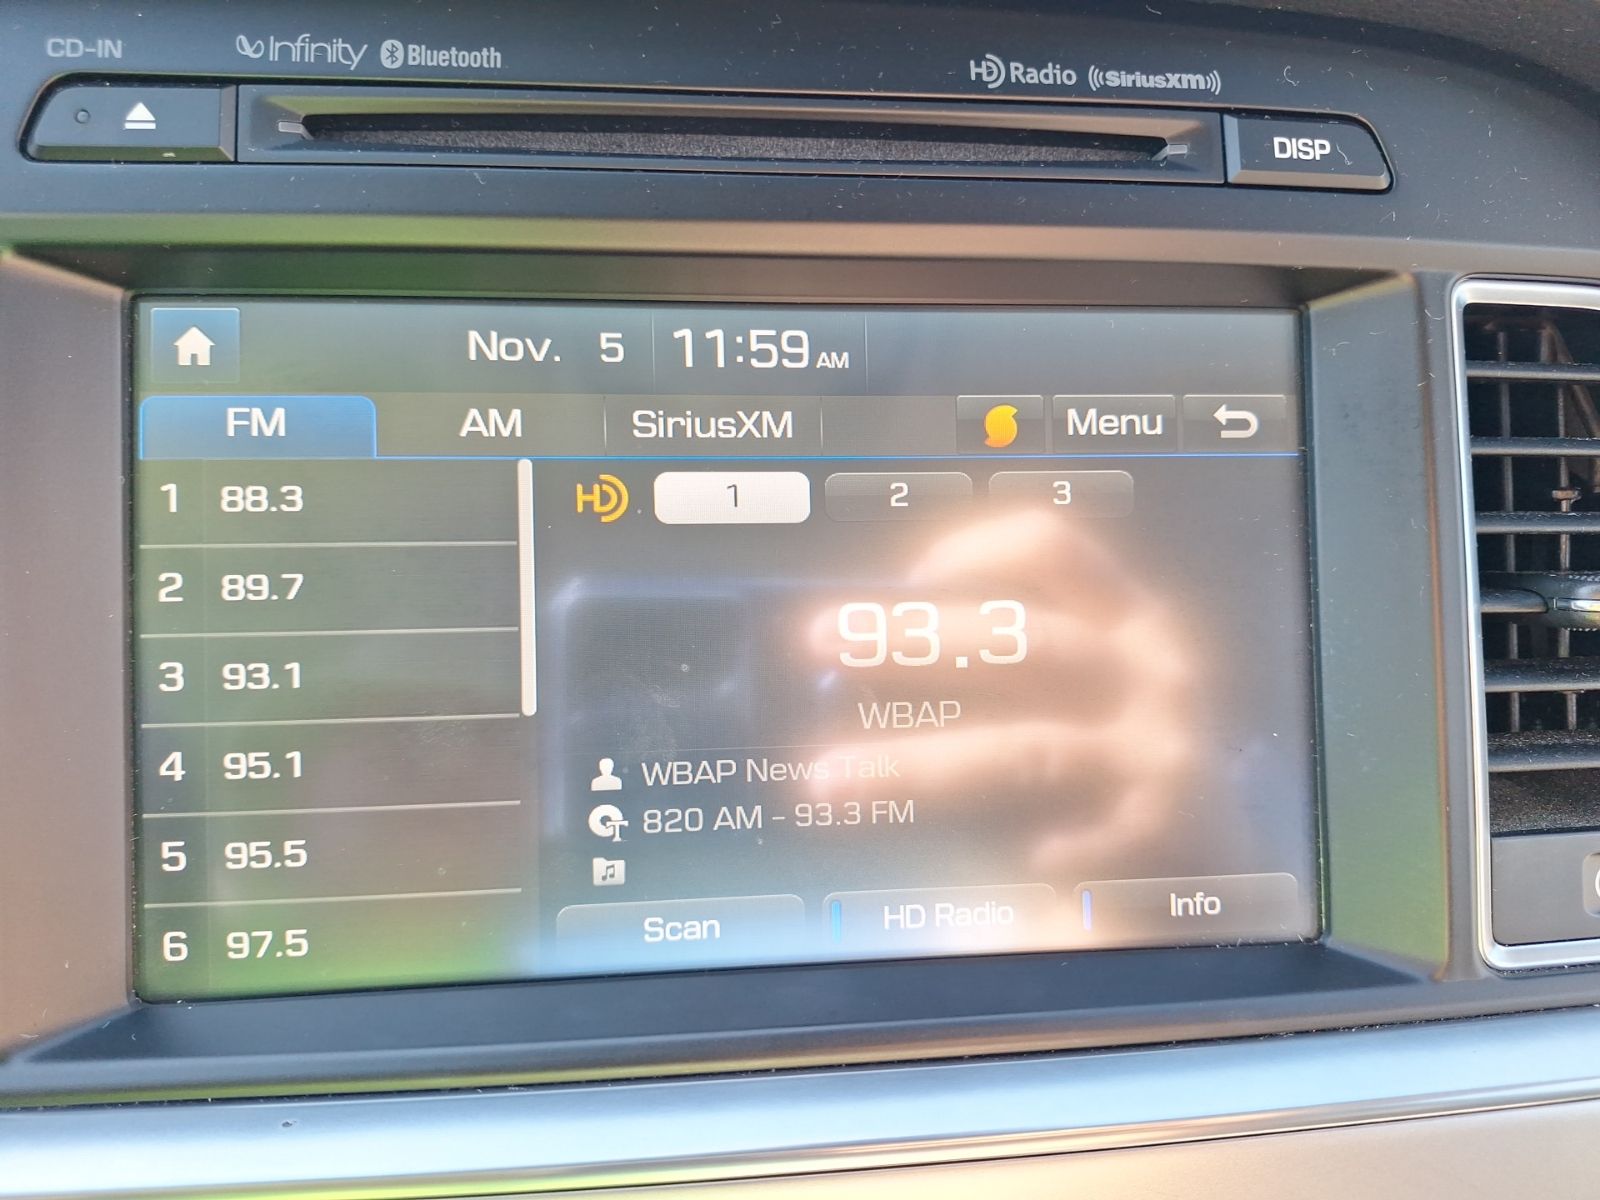 CD-IN Infinity Bluetooth HD Radio ((SiriusXM))
DISP
Nov. 5 11:59 AM
FM AM SiriusXM Menu
1 88.3
2 89.7
3 93.1
4 95.1
5 95.5
6 97.5
HD 1 2 3
93.3
WBAP
WBAP News Talk
820 AM - 93.3 FM
Scan HD Radio Info